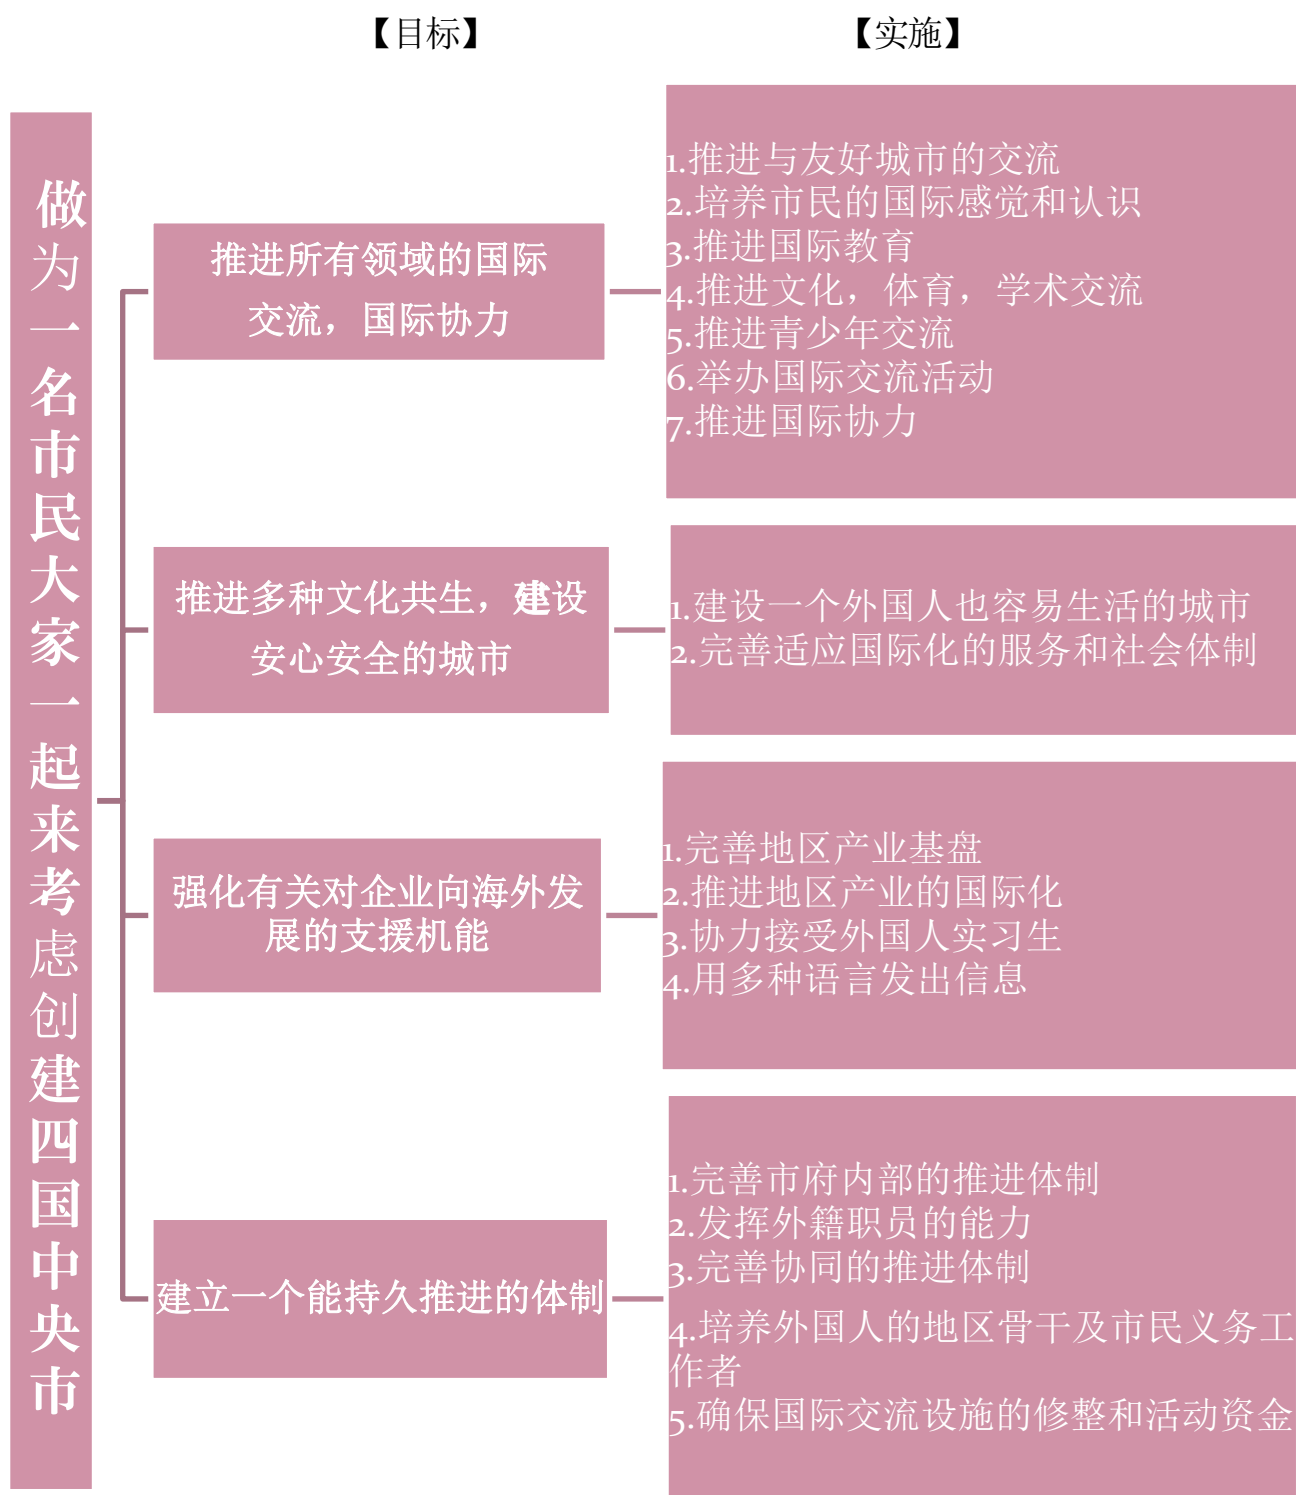 【目标】
【实施】
做为一名市民大家一起来考虑创建四国中央市
推进所有领域的国际
交流，国际协力
1.推进与友好城市的交流
2.培养市民的国际感觉和认识
3.推进国际教育
4.推进文化，体育，学术交流
5.推进青少年交流
6.举办国际交流活动
7.推进国际协力
推进多种文化共生，建设
安心安全的城市
1.建设一个外国人也容易生活的城市
2.完善适应国际化的服务和社会体制
强化有关对企业向海外发
展的支援机能
1.完善地区产业基盘
2.推进地区产业的国际化
3.协力接受外国人实习生
4.用多种语言发出信息
建立一个能持久推进的体制
1.完善市府内部的推进体制
2.发挥外籍职员的能力
3.完善协同的推进体制
4.培养外国人的地区骨干及市民义务工
作者
5.确保国际交流设施的修整和活动资金